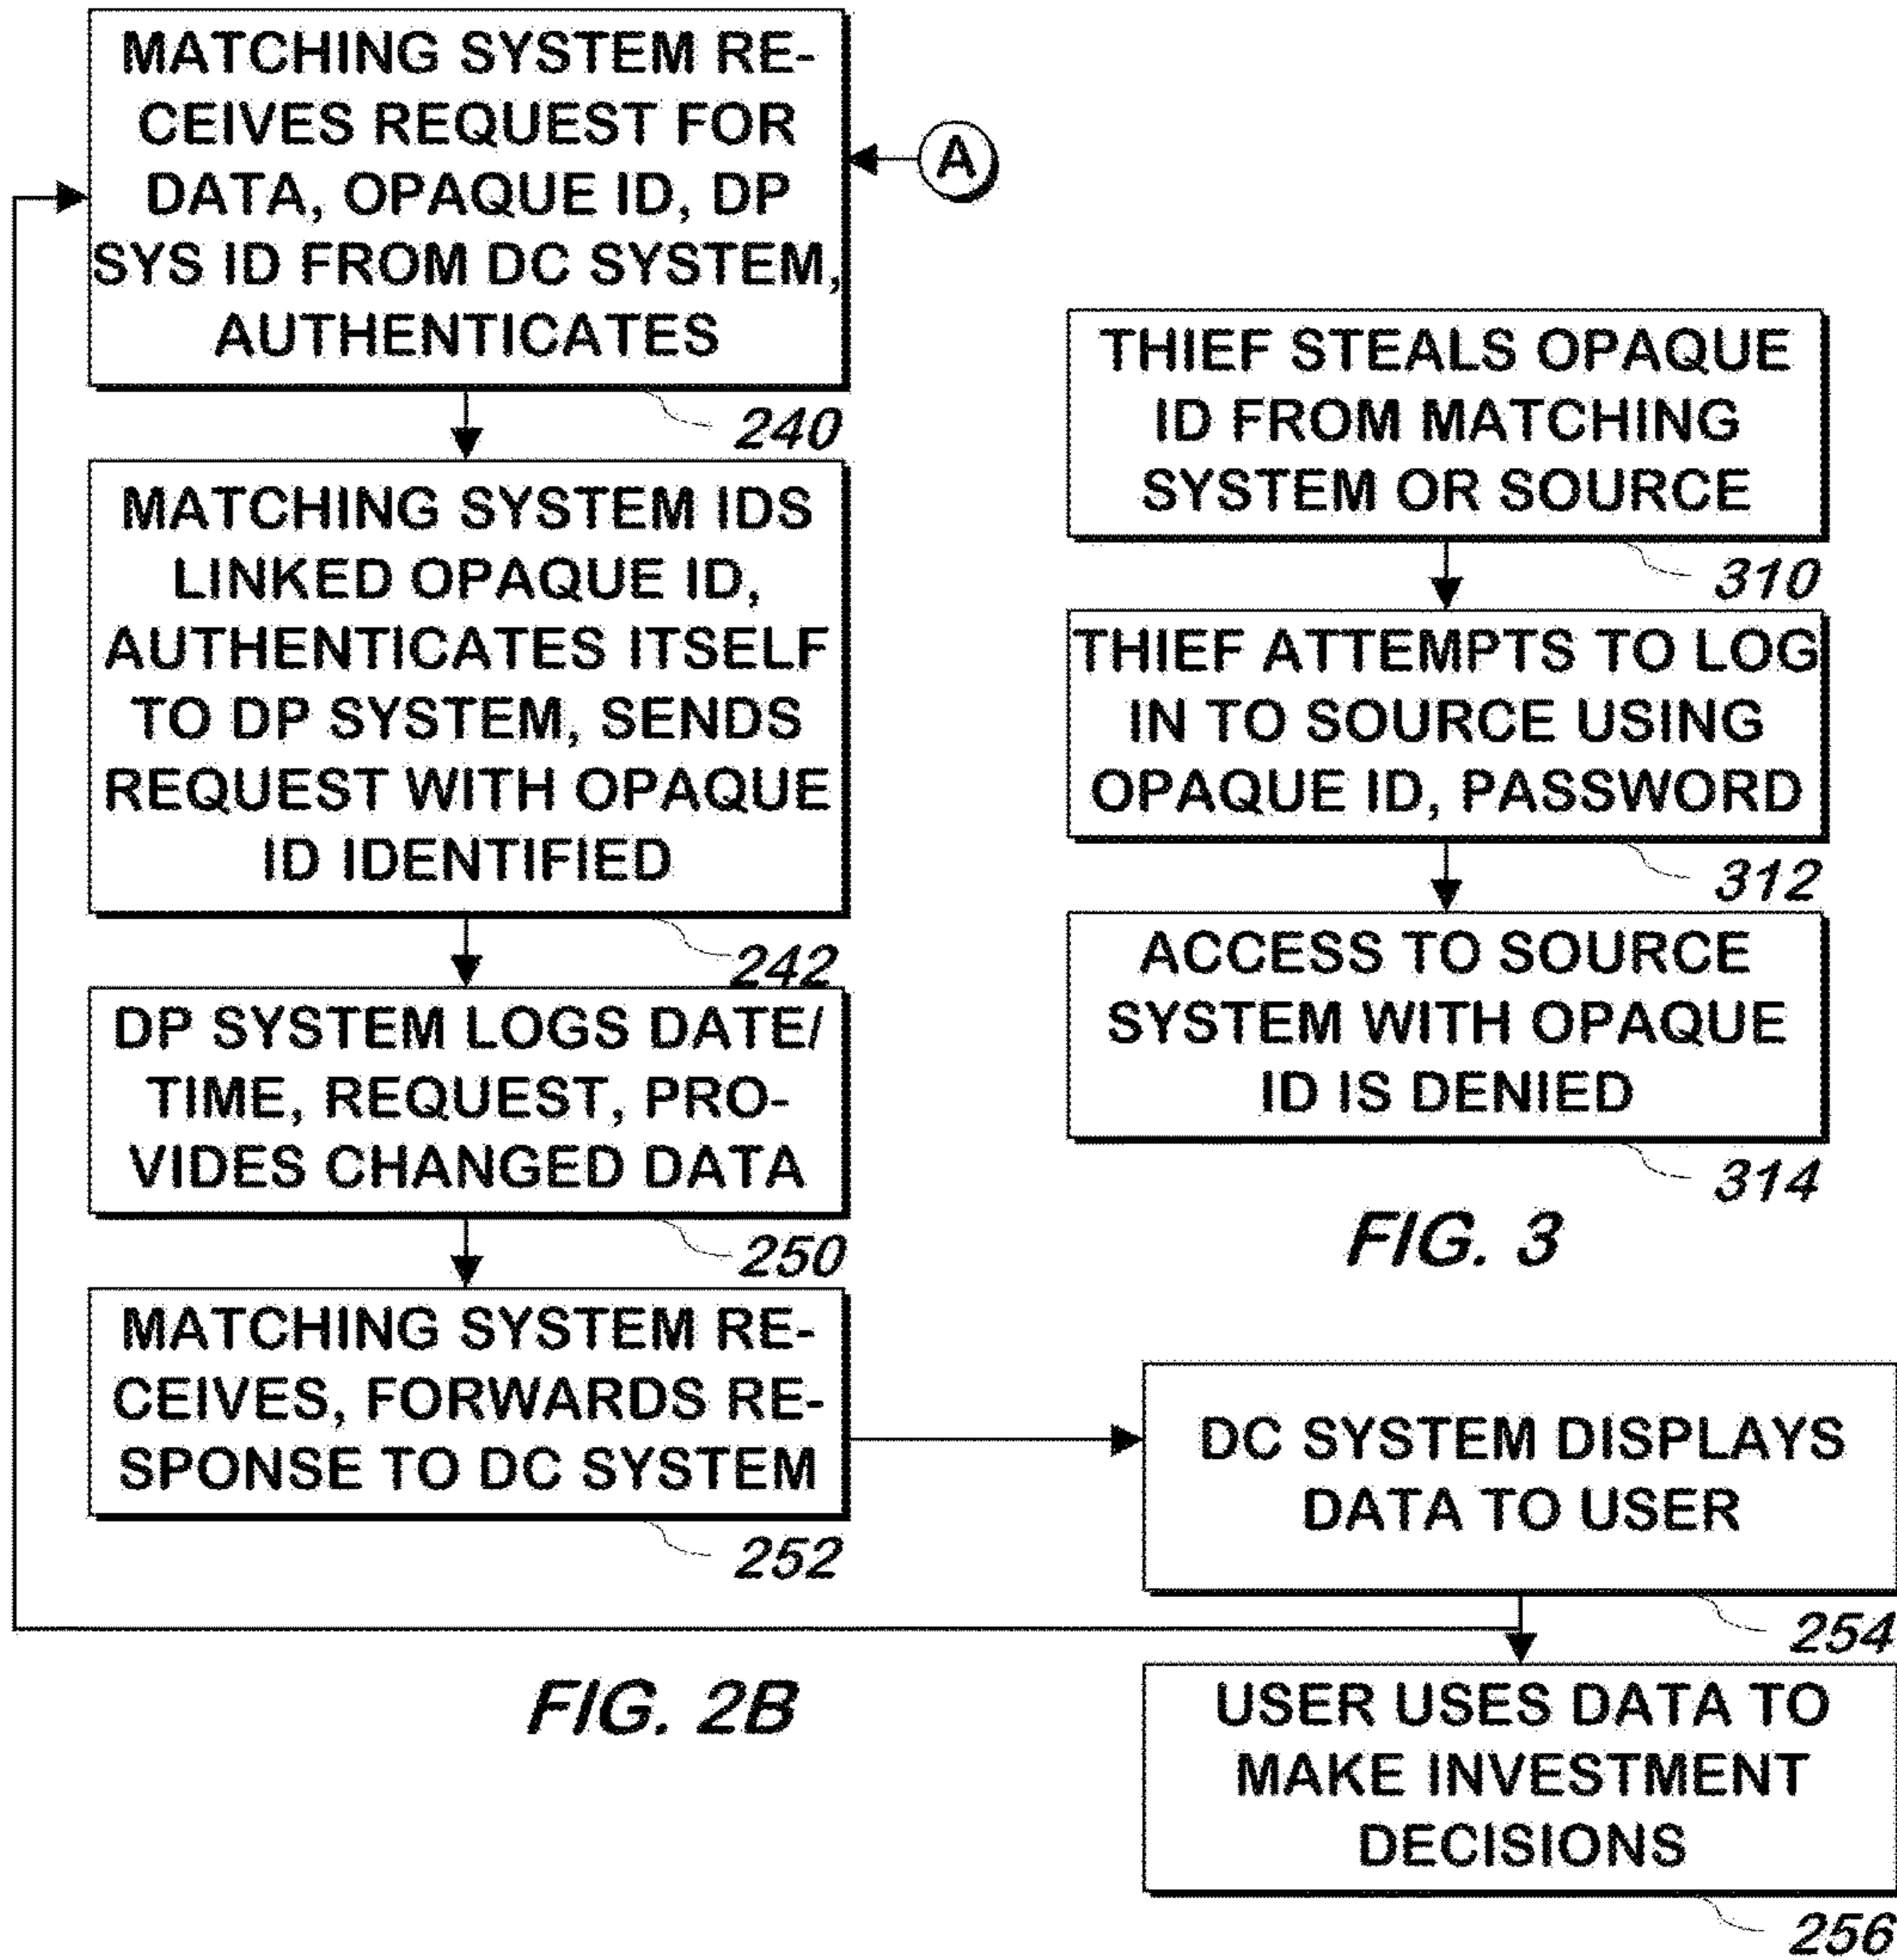 MATCHING SYSTEM RE-
CEIVES REQUEST FOR
DATA, OPAQUE ID, DP
SYS ID FROM DC SYSTEM,
AUTHENTICATES
A
240
MATCHING SYSTEM IDS
LINKED OPAQUE ID,
AUTHENTICATES ITSELF
TO DP SYSTEM, SENDS
REQUEST WITH OPAQUE
ID IDENTIFIED
242
DP SYSTEM LOGS DATE/
TIME, REQUEST, PRO-
VIDES CHANGED DATA
250
MATCHING SYSTEM RE-
CEIVES, FORWARDS RE-
SPONSE TO DC SYSTEM
252
DC SYSTEM DISPLAYS
DATA TO USER
254
USER USES DATA TO
MAKE INVESTMENT
DECISIONS
256
FIG. 2B
THIEF STEALS OPAQUE
ID FROM MATCHING
SYSTEM OR SOURCE
310
THIEF ATTEMPTS TO LOG
IN TO SOURCE USING
OPAQUE ID, PASSWORD
312
ACCESS TO SOURCE
SYSTEM WITH OPAQUE
ID IS DENIED
314
FIG. 3